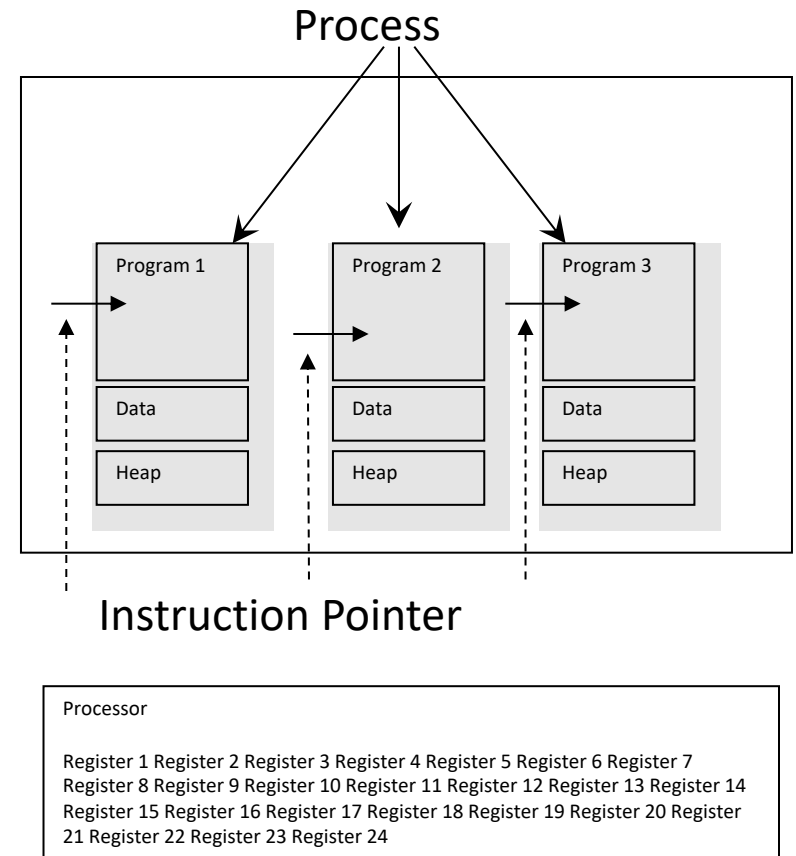 Process
Program 1
Program 2
Program 3
Data
Data
Data
Heap
Heap
Heap
Instruction Pointer
Processor
Register 1 Register 2 Register 3 Register 4 Register 5 Register 6 Register 7
Register 8 Register 9 Register 10 Register 11 Register 12 Register 13 Register 14
Register 15 Register 16 Register 17 Register 18 Register 19 Register 20 Register
21 Register 22 Register 23 Register 24